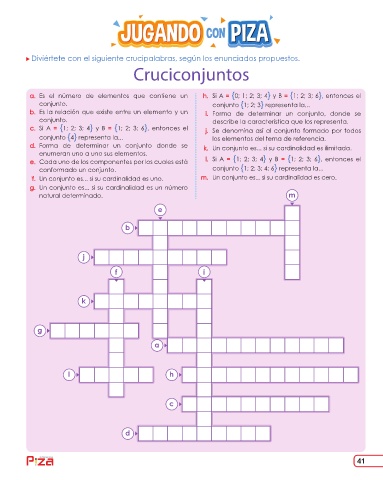 JUGANDO CON PIZA
Diviértete con el siguiente crucipalabras, según los enunciados propuestos.
Cruciconjuntos
a. Es el número de elementos que contiene un
conjunto.
b. Es la relación que existe entre un elemento y un
conjunto.
c. Si A = {1; 2; 3; 4} y B = {1; 2; 3; 6}, entonces el
conjunto {4} representa la...
d. Forma de determinar un conjunto donde se
enumeran uno a uno sus elementos.
e. Cada uno de los componentes por los cuales está
conformado un conjunto.
f. Un conjunto es... si su cardinalidad es uno.
g. Un conjunto es... si su cardinalidad es un número
natural determinado.
h. Si A = {0; 1; 2; 3; 4} y B = {1; 2; 3; 6}, entonces el
conjunto {1; 2; 3} representa la...
i. Forma de determinar un conjunto, donde se
describe la característica que los representa.
j. Se denomina así al conjunto formado por todos
los elementos del tema de referencia.
k. Un conjunto es... si su cardinalidad es ilimitada.
l. Si A = {1; 2; 3; 4} y B = {1; 2; 3; 6}, entonces el
conjunto {1; 2; 3; 4; 6} representa la...
m. Un conjunto es... si su cardinalidad es cero.
m
e
b
j
f
i
k
g
a
l
h
c
d
Piza
41